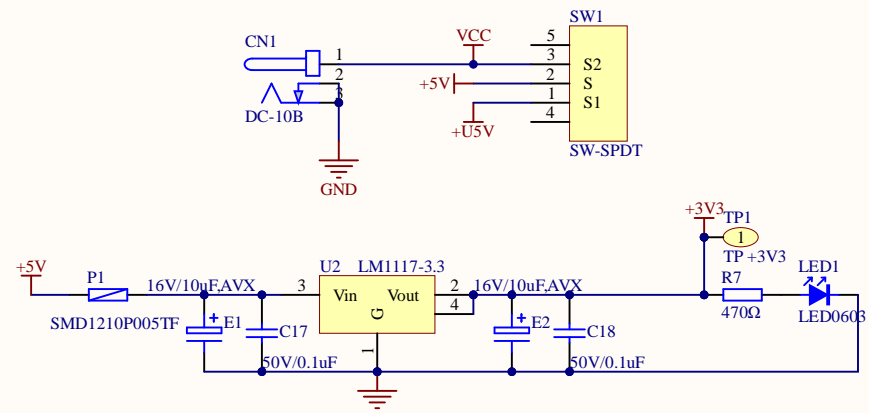 SW1
CN1
VCC
5
1
3
S2
2
+5V
2
S
3
1
S1
DC-10B
4
+U5V
SW-SPDT
GND
+3V3
TP1
1
+5V
P1
U2
LM1117-3.3
TP +3V3
LED1
16V/10uF,AVX
3
Vin
Vout
2
16V/10uF,AVX
R7
4
SMD1210P005TF
E1
C17
G
E2
C18
470Ω
LED0603
1
50V/0.1uF
50V/0.1uF